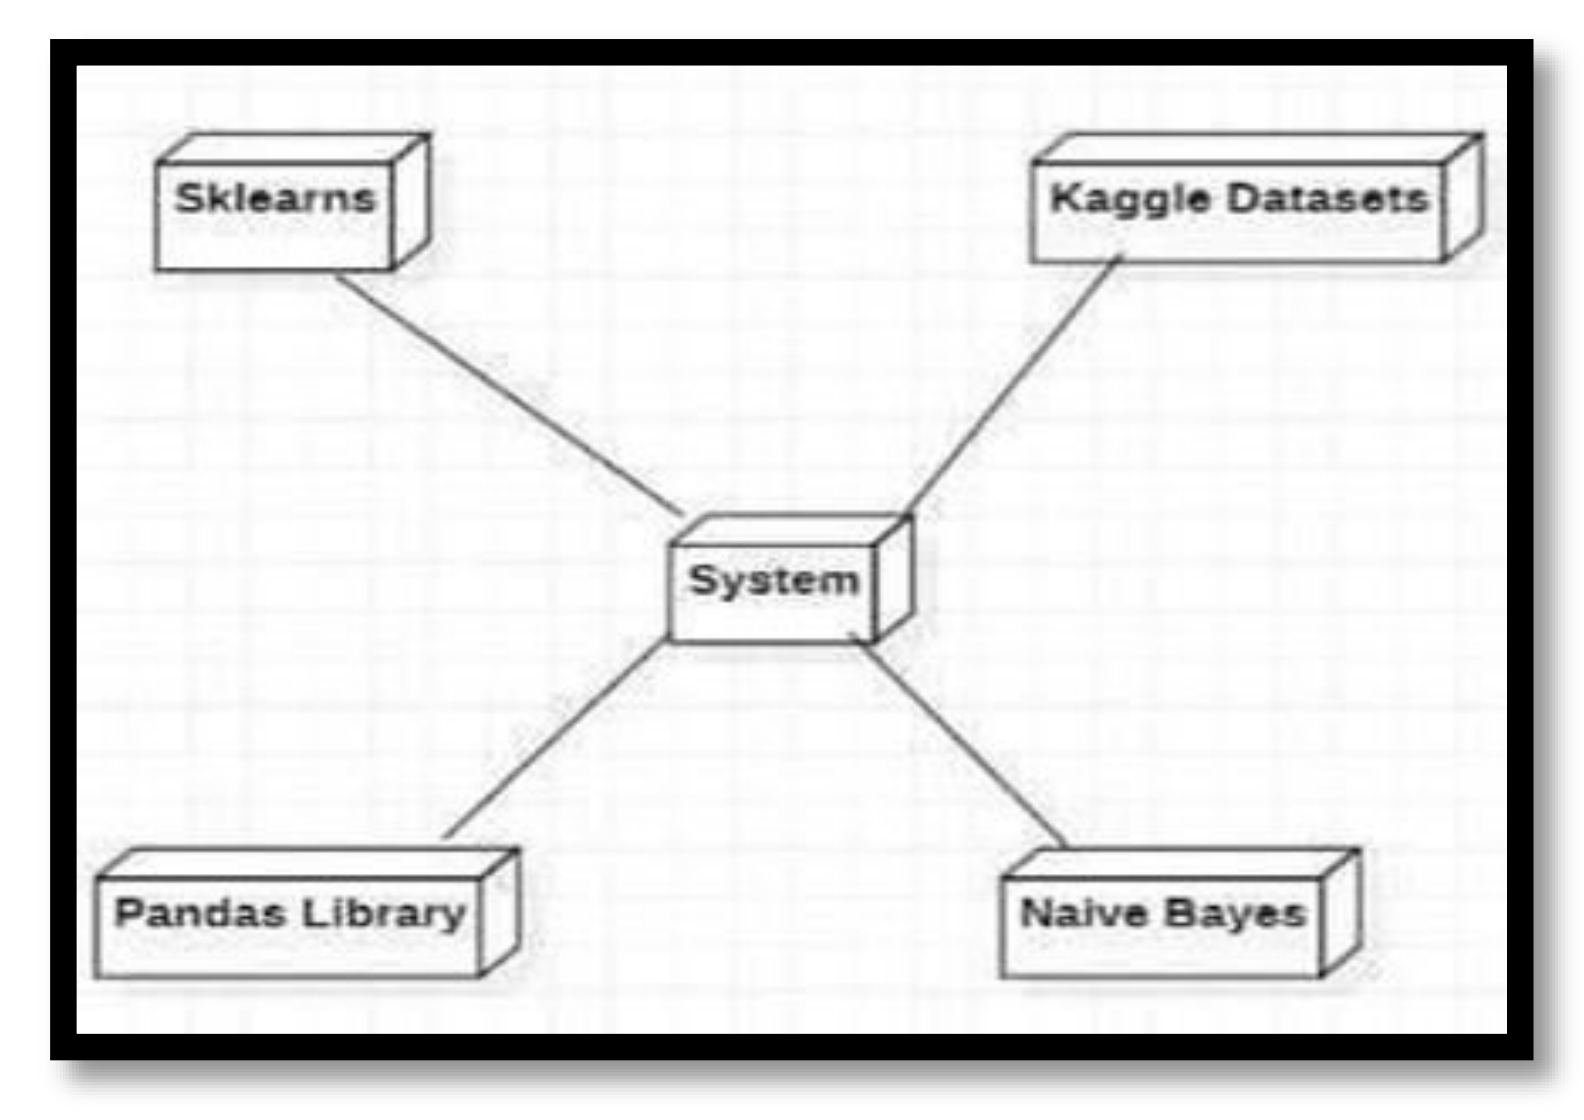 Sklearns
Kaggle Datasets
System
Pandas Library
Naive Bayes